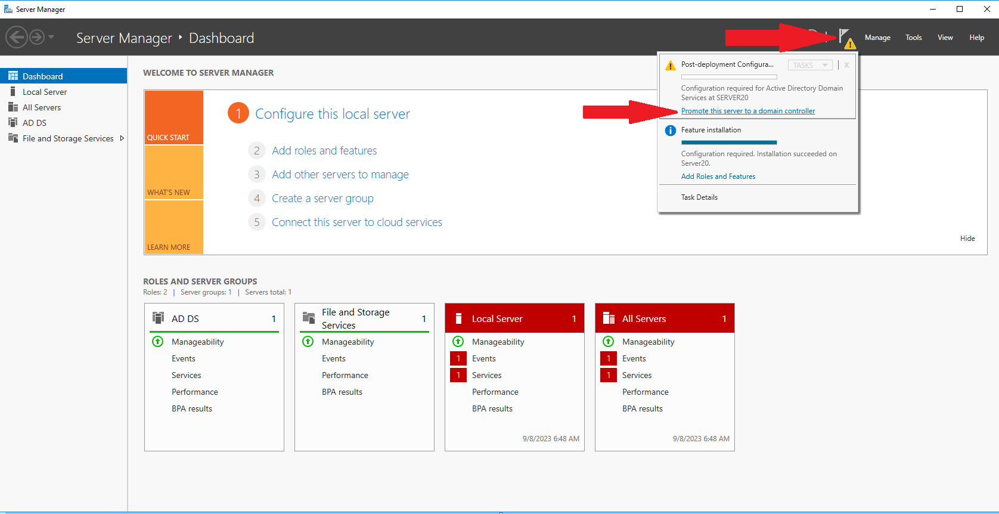 Server Manager
Server Manager ‣ Dashboard
Manage Tools View Help
Dashboard
Local Server
All Servers
AD DS
File and Storage Services
WELCOME TO SERVER MANAGER
QUICK START
WHAT'S NEW
LEARN MORE
1 Configure this local server
2 Add roles and features
3 Add other servers to manage
4 Create a server group
5 Connect this server to cloud services
Hide
Post-deployment Configura... TASKS X
Configuration required for Active Directory Domain
Services at SERVER20
Promote this server to a domain controller
Feature installation
Configuration required. Installation succeeded on
Server20.
Add Roles and Features
Task Details
ROLES AND SERVER GROUPS
Roles: 2 | Server groups: 1 | Servers total: 1
AD DS 1
Manageability
Events
Services
Performance
BPA results
File and Storage
Services 1
Manageability
Events
Performance
BPA results
Local Server 1
Manageability
1 Events
1 Services
Performance
BPA results
9/8/2023 6:48 AM
All Servers 1
Manageability
1 Events
1 Services
Performance
BPA results
9/8/2023 6:48 AM